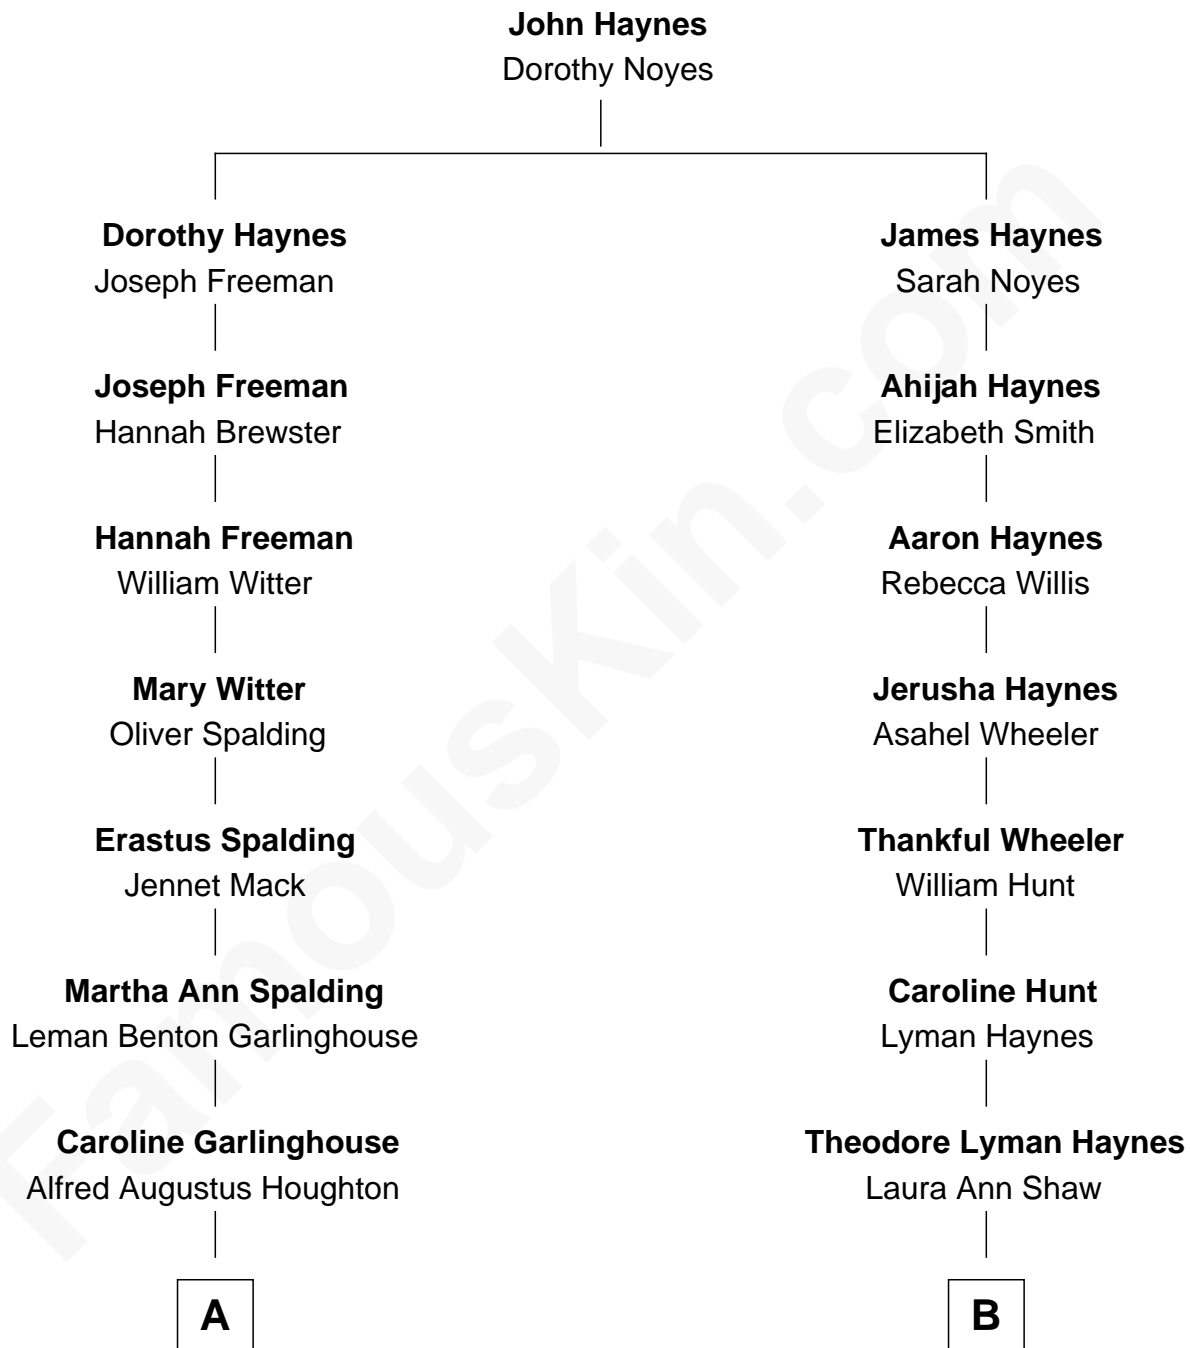 John Haynes
Dorothy Noyes
Dorothy Haynes
Joseph Freeman
James Haynes
Sarah Noyes
Joseph Freeman
Hannah Brewster
Ahijah Haynes
Elizabeth Smith
Hannah Freeman
William Witter
Aaron Haynes
Rebecca Willis
Mary Witter
Oliver Spalding
Jerusha Haynes
Asahel Wheeler
Erastus Spalding
Jennet Mack
Thankful Wheeler
William Hunt
Martha Ann Spalding
Leman Benton Garlinghouse
Caroline Hunt
Lyman Haynes
Caroline Garlinghouse
Alfred Augustus Houghton
Theodore Lyman Haynes
Laura Ann Shaw
A
B
FamousKin.com